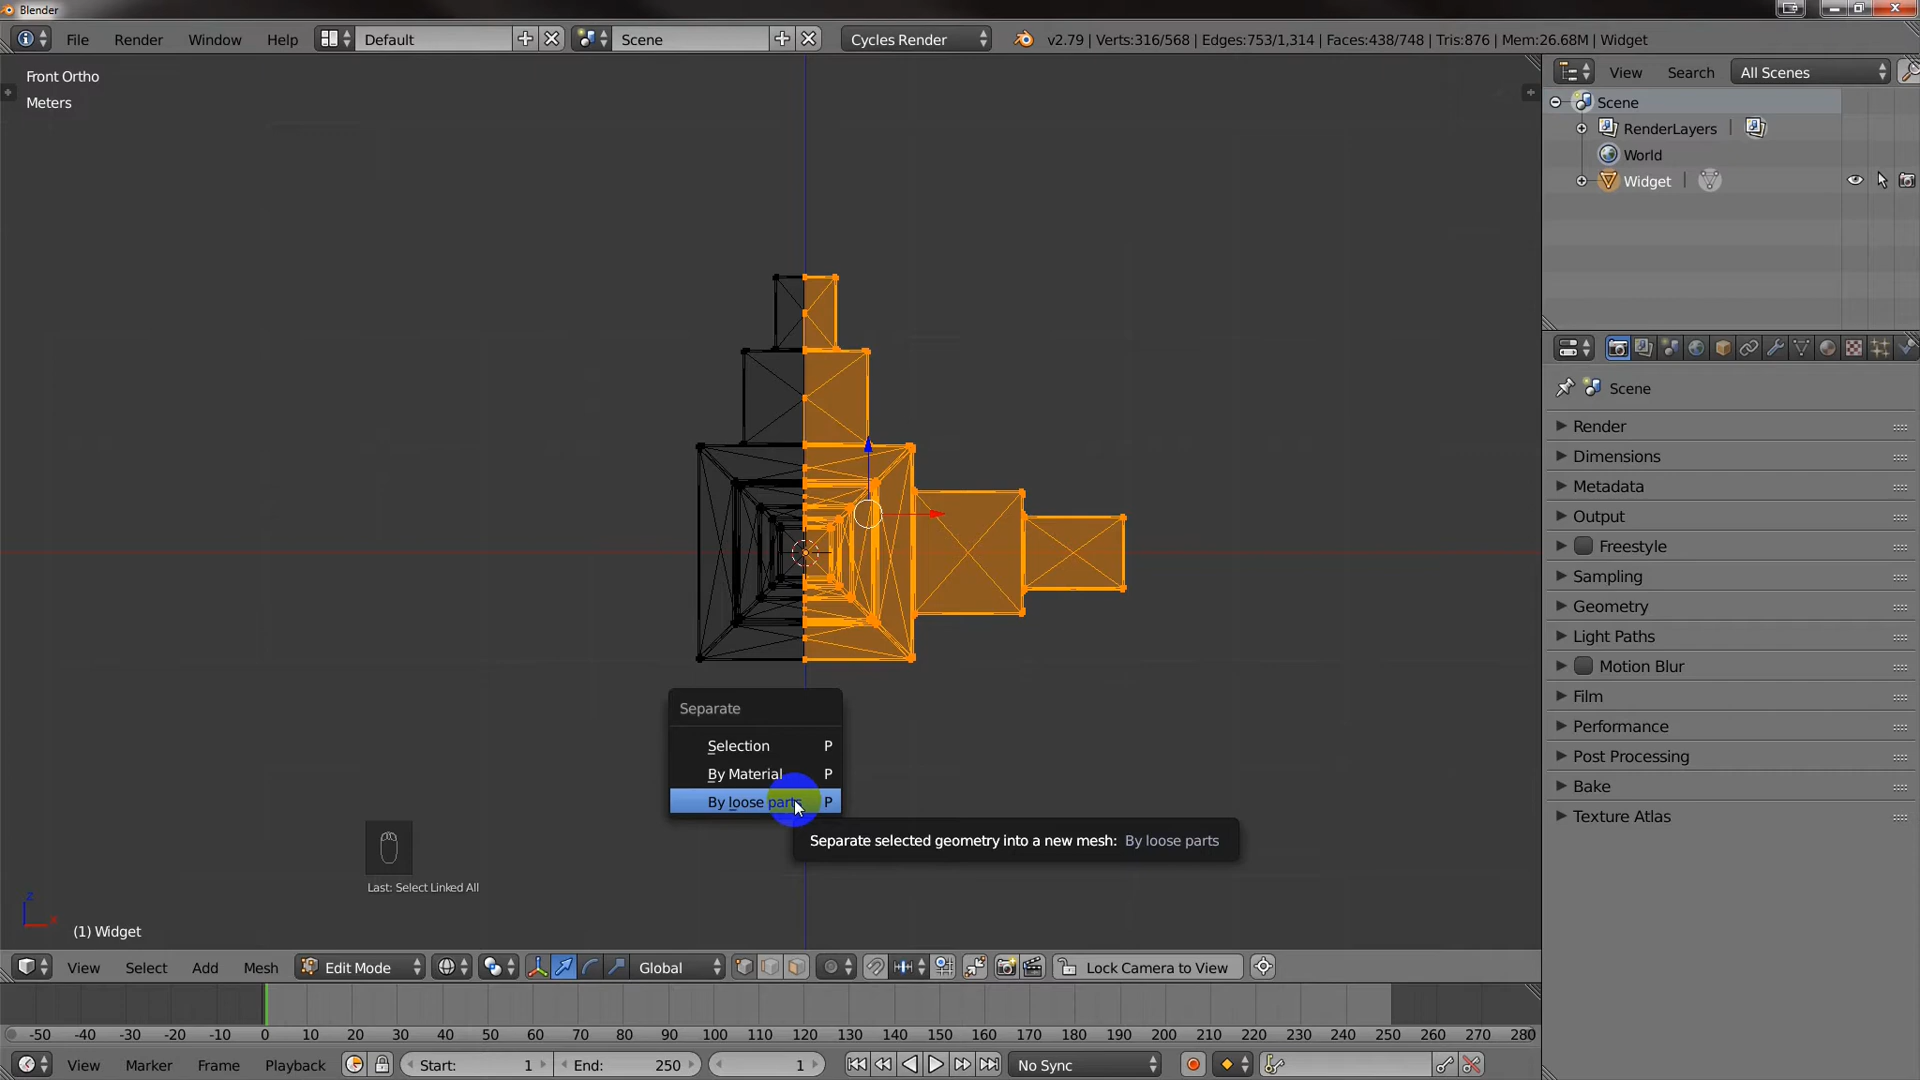 Blender
File Render Window Help Default Scene Cycles Render v2.79 | Verts:316/568 | Edges:753/1,314 | Faces:438/748 | Tris:876 | Mem:26.68M | Widget
Front Ortho
Meters
View Search All Scenes
Scene
RenderLayers
World
Widget
Scene
Render
Dimensions
Metadata
Output
Freestyle
Sampling
Geometry
Light Paths
Motion Blur
Film
Performance
Post Processing
Bake
Texture Atlas
Separate
Selection P
By Material P
By loose parts P
Separate selected geometry into a new mesh: By loose parts
Last: Select Linked All
z
x
(1) Widget
View Select Add Mesh Edit Mode Global Lock Camera to View
-50 -40 -30 -20 -10 0 10 20 30 40 50 60 70 80 90 100 110 120 130 140 150 160 170 180 190 200 210 220 230 240 250 260 270 280
View Marker Frame Playback Start: 1 End: 250 1 No Sync